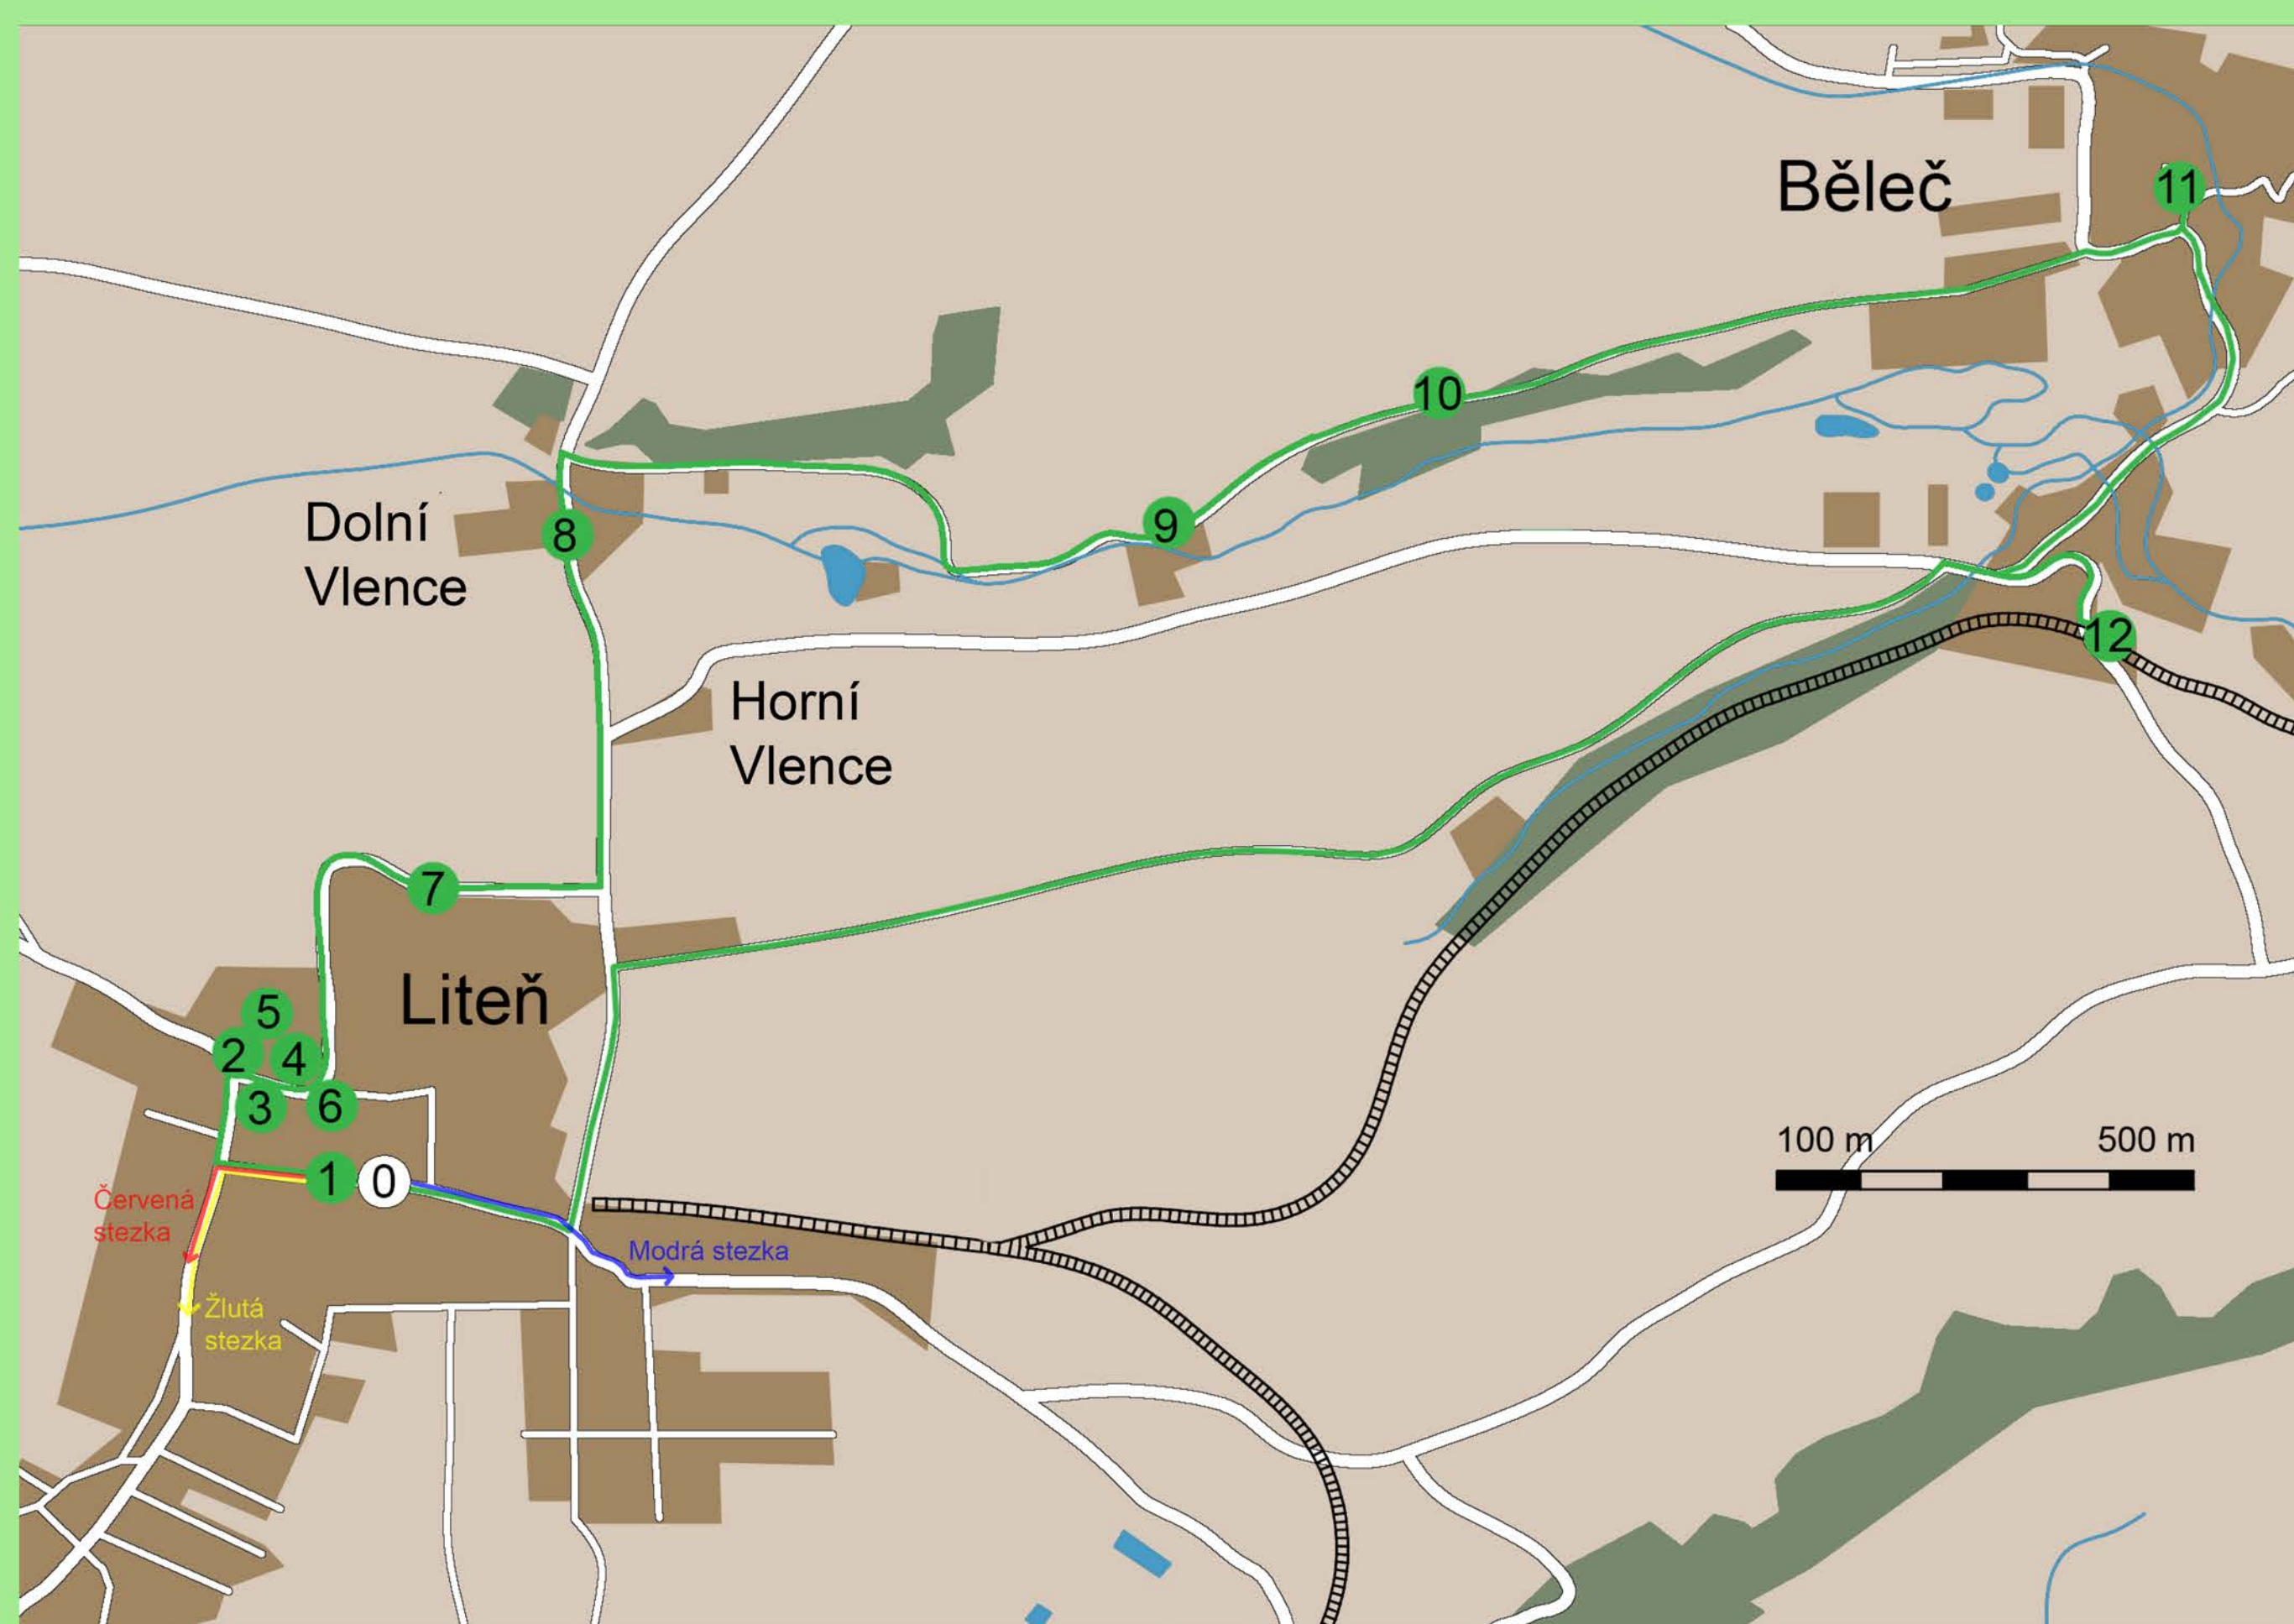 Běleč
11
10
9
Dolní
Vlence
8
12
Horní
Vlence
7
Liteň
5
2
4
3
6
100 m
500 m
1
0
Červená
stezka
Modrá stezka
Žlutá
stezka